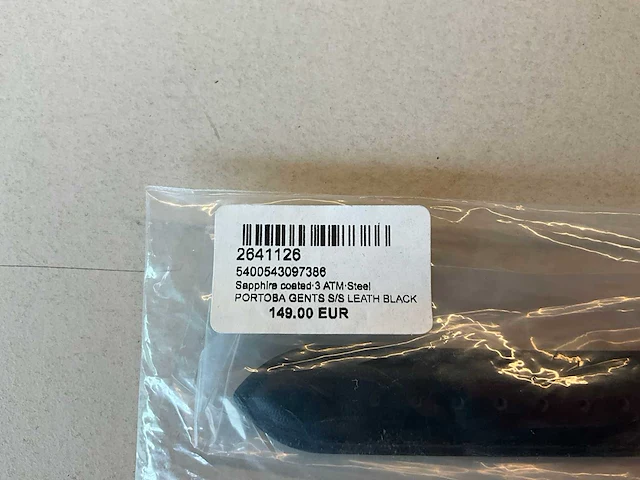 2641126
5400543097386
Sapphire coated·3 ATM·Steel
PORTOBA GENTS S/S LEATH BLACK
149.00 EUR